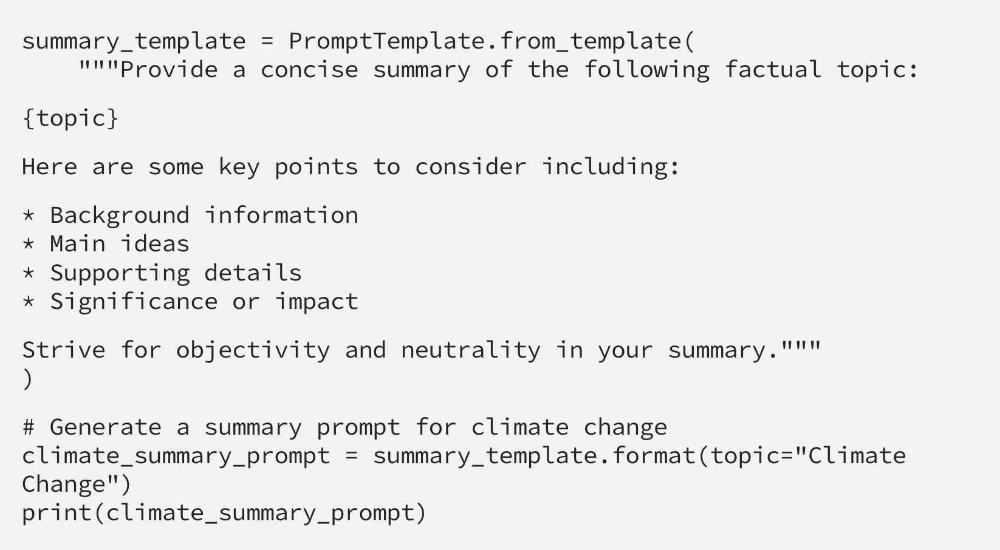 summary_template = PromptTemplate.from_template(
    """Provide a concise summary of the following factual topic:

{topic}

Here are some key points to consider including:

* Background information
* Main ideas
* Supporting details
* Significance or impact

Strive for objectivity and neutrality in your summary."""
)

# Generate a summary prompt for climate change
climate_summary_prompt = summary_template.format(topic="Climate
Change")
print(climate_summary_prompt)